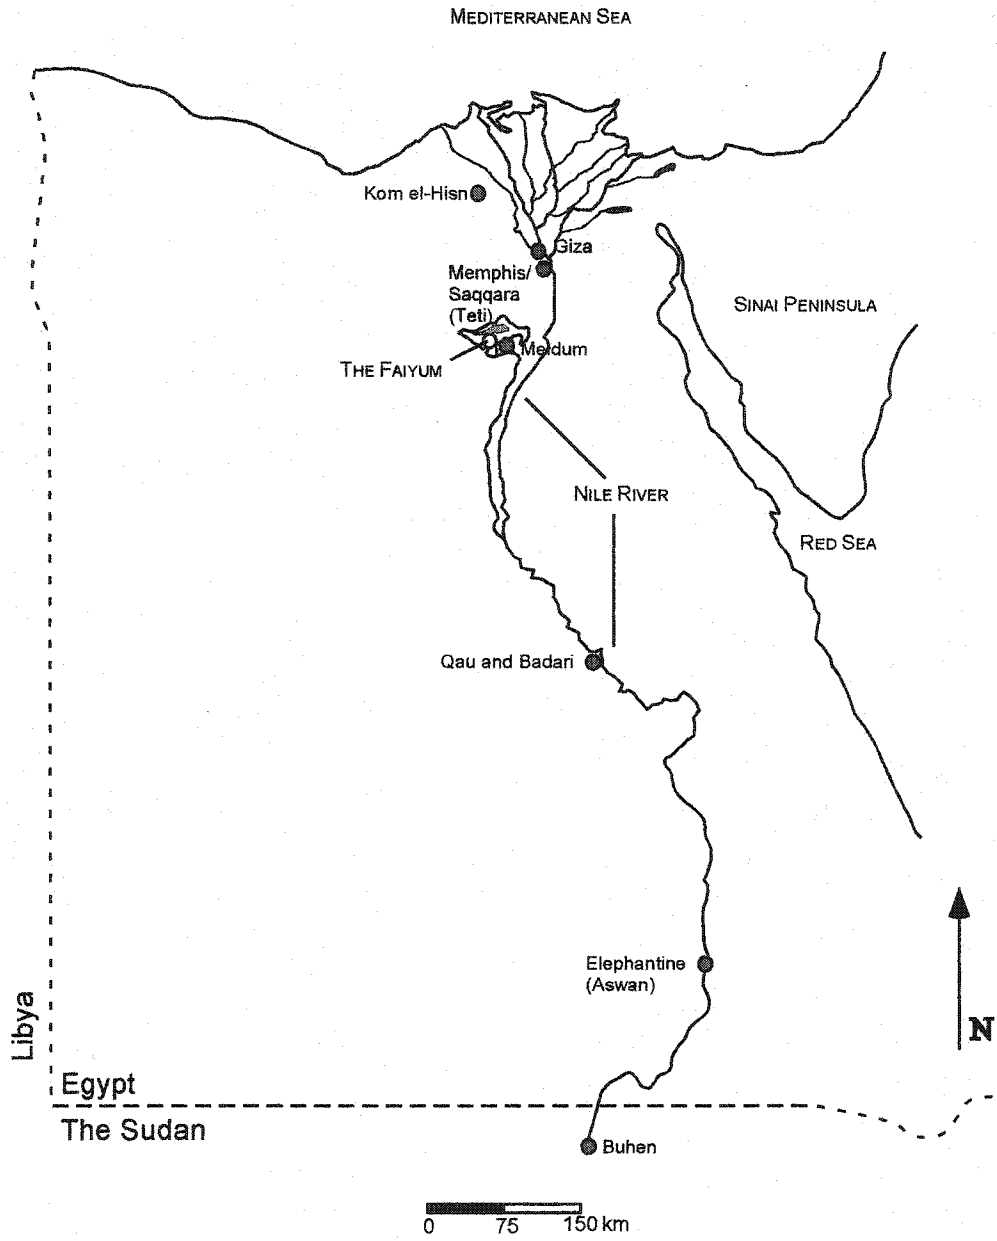 MEDITERRANEAN SEA
Kom el-Hisn
Giza
Memphis/
Saqqara
(Teti)
SINAI PENINSULA
Meidum
THE FAIYUM
NILE RIVER
RED SEA
Qau and Badari
Elephantine
(Aswan)
Libya
N
Egypt
The Sudan
Buhen
0 75 150 km